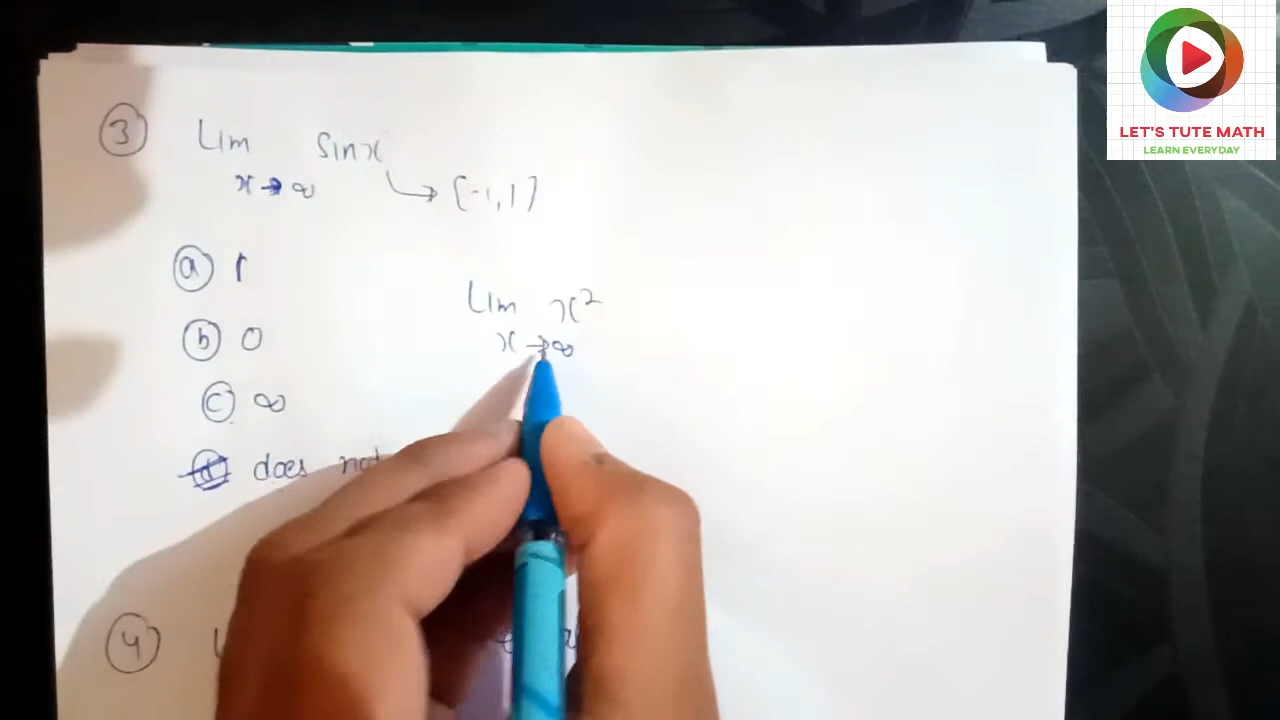 ③ Lim sinx
x→∞ → [-1,1]
ⓐ 1
ⓑ 0
ⓒ ∞
ⓓ does not
Lim x²
x→∞
④
LET'S TUTE MATH
LEARN EVERYDAY